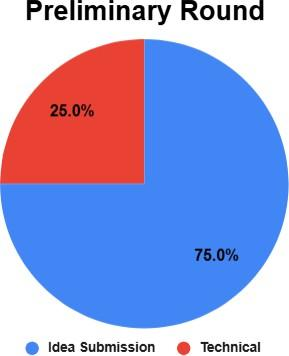 Preliminary Round
25.0%
75.0%
Idea Submission Technical